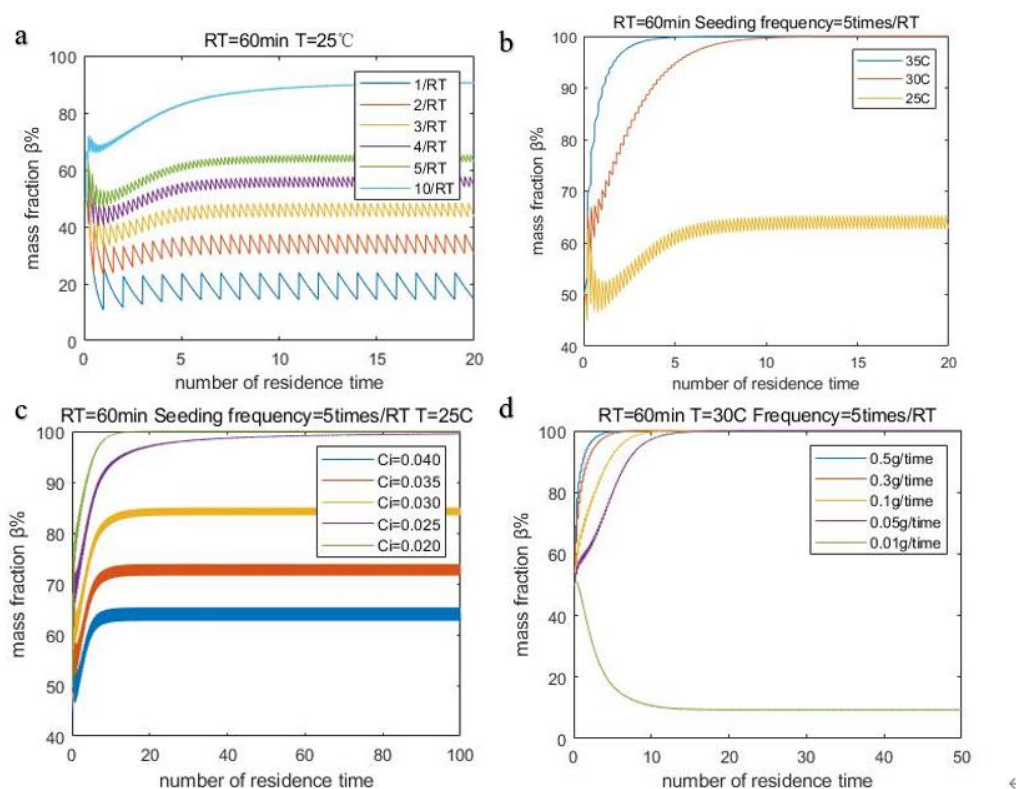 a
RT=60min T=25℃
100
80
60
40
20
0
mass fraction β%
1/RT
2/RT
3/RT
4/RT
5/RT
10/RT
0 5 10 15 20
number of residence time
b
RT=60min Seeding frequency=5times/RT
100
90
80
70
60
50
40
mass fraction β%
35C
30C
25C
0 5 10 15 20
number of residence time
c
RT=60min Seeding frequency=5times/RT T=25C
100
90
80
70
60
50
40
mass fraction β%
Ci=0.040
Ci=0.035
Ci=0.030
Ci=0.025
Ci=0.020
0 20 40 60 80 100
number of residence time
d
RT=60min T=30C Frequency=5times/RT
100
80
60
40
20
0
mass fraction β%
0.5g/time
0.3g/time
0.1g/time
0.05g/time
0.01g/time
0 10 20 30 40 50
number of residence time